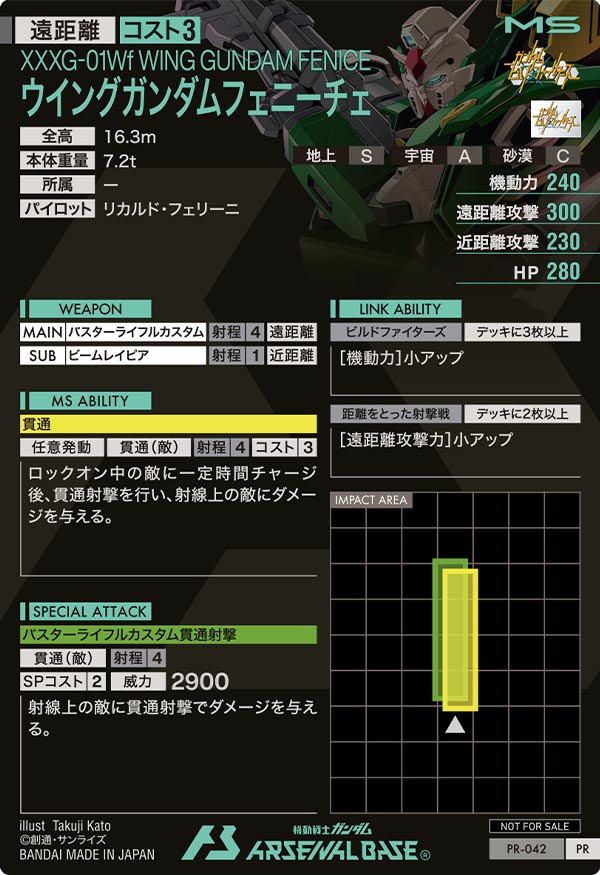 遠距離 コスト3 MS
XXXG-01Wf WING GUNDAM FENICE
ウイングガンダムフェニーチェ
全高 16.3m
本体重量 7.2t
所属 ―
パイロット リカルド・フェリーニ
地上 S 宇宙 A 砂漠 C
機動力 240
遠距離攻撃 300
近距離攻撃 230
HP 280
WEAPON
MAIN バスターライフルカスタム 射程 4 遠距離
SUB ビームレイピア 射程 1 近距離
MS ABILITY
貫通
任意発動 貫通(敵) 射程 4 コスト 3
ロックオン中の敵に一定時間チャージ
後、貫通射撃を行い、射線上の敵にダメー
ジを与える。
SPECIAL ATTACK
バスターライフルカスタム貫通射撃
貫通(敵) 射程 4
SPコスト 2 威力 2900
射線上の敵に貫通射撃でダメージを与え
る。
LINK ABILITY
ビルドファイターズ デッキに3枚以上
[機動力]小アップ
距離をとった射撃戦 デッキに2枚以上
[遠距離攻撃力]小アップ
IMPACT AREA
illust Takuji Kato
©創通・サンライズ
BANDAI MADE IN JAPAN
機動戦士ガンダム
AB ARSENAL BASE ®
NOT FOR SALE
PR-042 PR